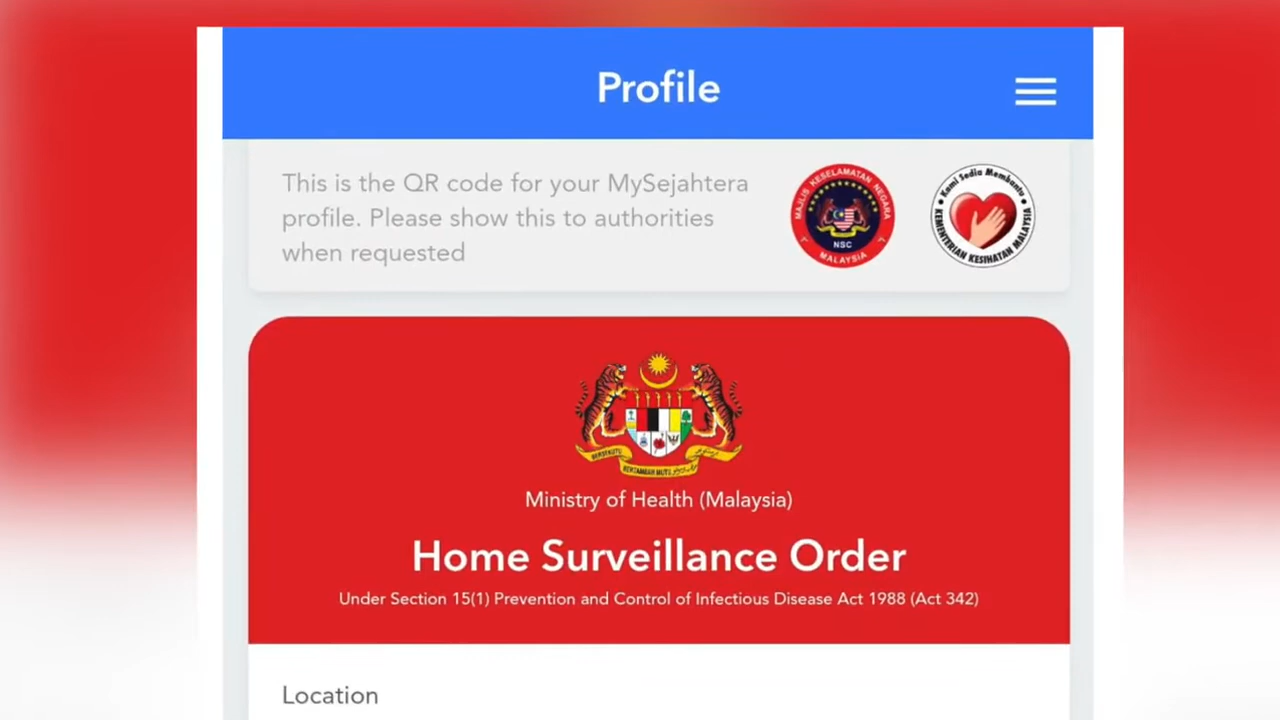 Profile
This is the QR code for your MySejahtera
profile. Please show this to authorities
when requested
MAJLIS KESELAMATAN NEGARA
NSC
MALAYSIA
Kami Sedia Membantu
KEMENTERIAN KESIHATAN MALAYSIA
BERSEKUTU
BERTAMBAH MUTU
Ministry of Health (Malaysia)
Home Surveillance Order
Under Section 15(1) Prevention and Control of Infectious Disease Act 1988 (Act 342)
Location